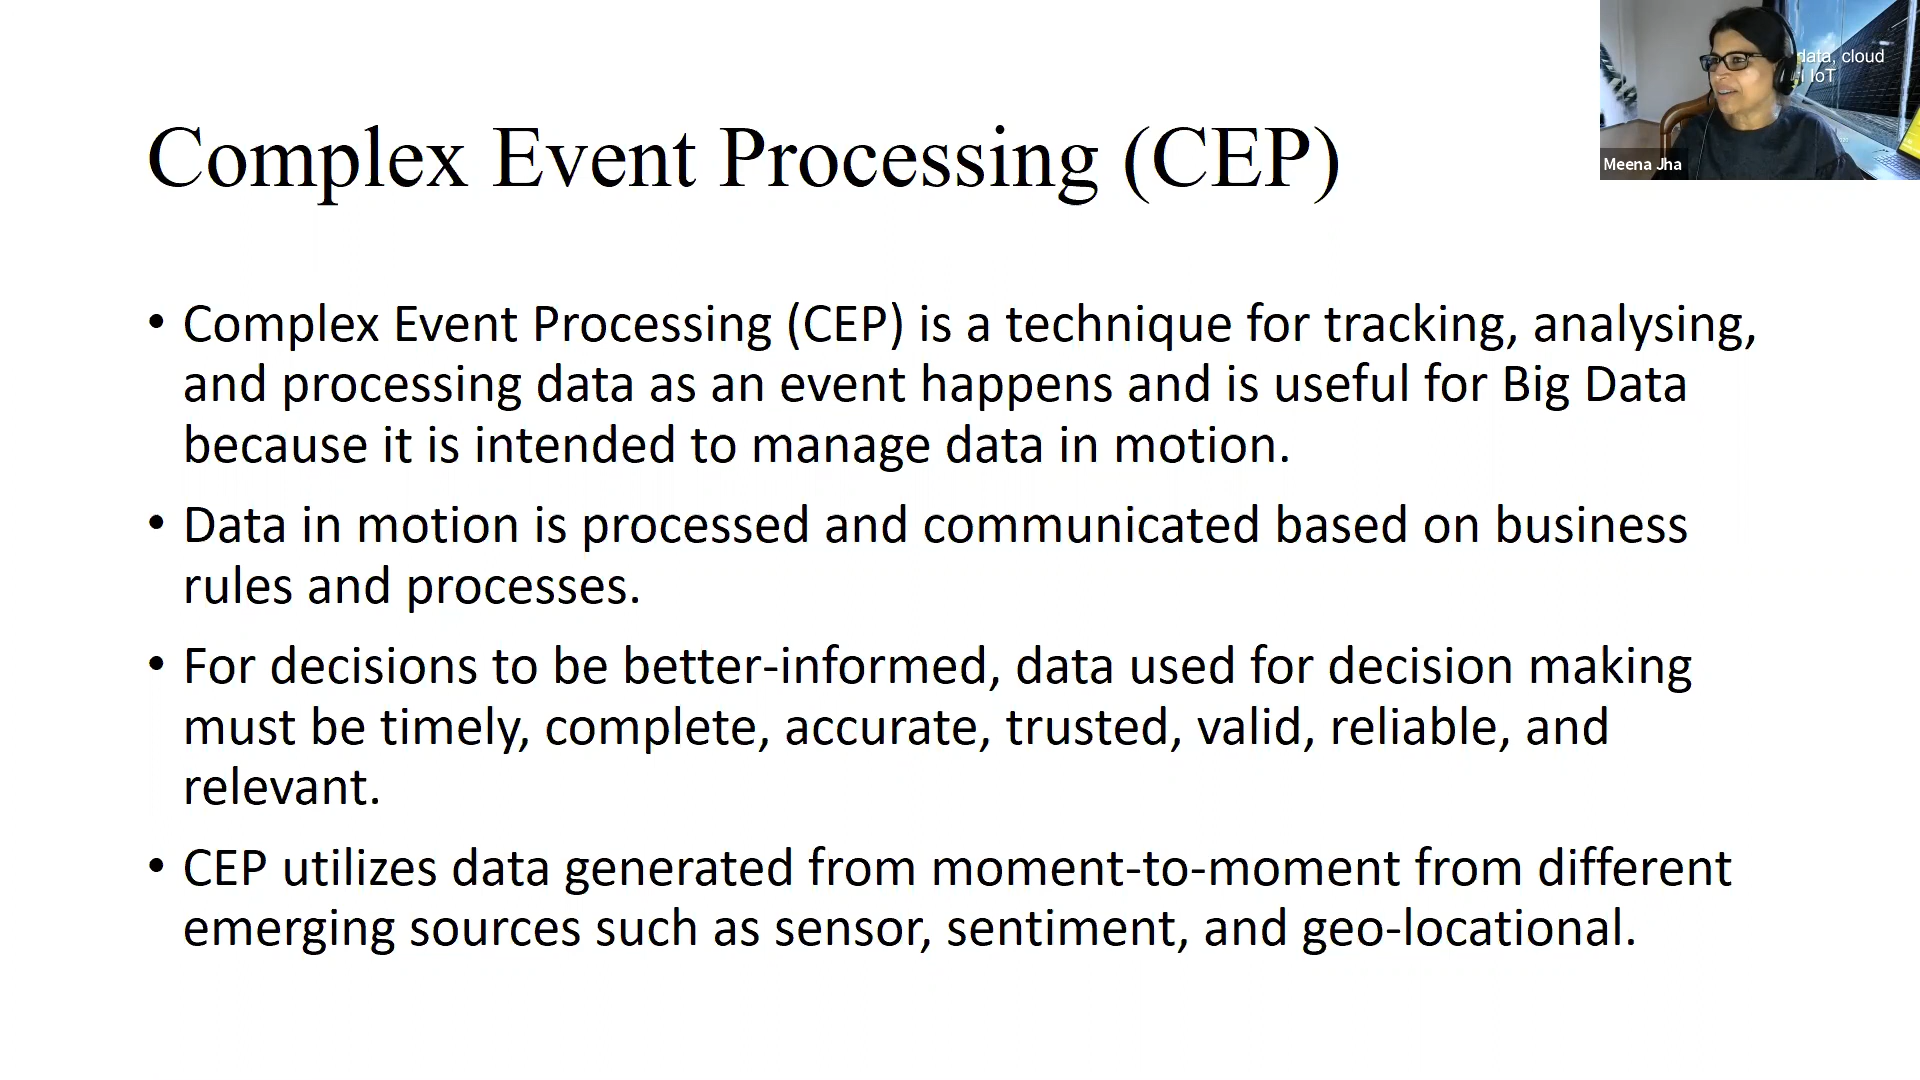 Complex Event Processing (CEP)
data, cloud
IoT
Meena Jha
• Complex Event Processing (CEP) is a technique for tracking, analysing,
and processing data as an event happens and is useful for Big Data
because it is intended to manage data in motion.
• Data in motion is processed and communicated based on business
rules and processes.
• For decisions to be better-informed, data used for decision making
must be timely, complete, accurate, trusted, valid, reliable, and
relevant.
• CEP utilizes data generated from moment-to-moment from different
emerging sources such as sensor, sentiment, and geo-locational.